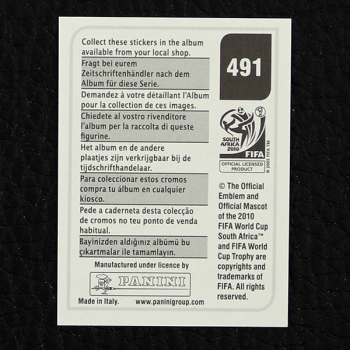 Collect these stickers in the album
available from your local shop.
Fragt bei eurem
Zeitschriftenhändler nach dem
Album für diese Serie.
Demandez à votre détaillant l'Album
pour la collection de ces images.
Chiedete al vostro rivenditore
l'album per la raccolta di queste
figurine.
Het album en de andere
plaatjes zijn verkrijgbaar bij de
tijdschrifthandelaar.
Para coleccionar estos cromos
compra tu álbum en cualquier
kiosco.
Pede a caderneta desta colecção
de cromos no teu ponto de venda
habitual.
Bayinizden aldığınız albümü bu
çıkartmalar ile tamamlayın.
Manufactured under licence by
PANINI
Made in Italy. www.paninigroup.com
491
SOUTH AFRICA
2010
FIFA
OFFICIAL LICENSED
PRODUCT
© 2005 FIFA TM
© The Official
Emblem and
Official Mascot
of the 2010
FIFA World Cup
South Africa™
and FIFA World
Cup Trophy are
copyrights and
trademarks of
FIFA. All rights
reserved.